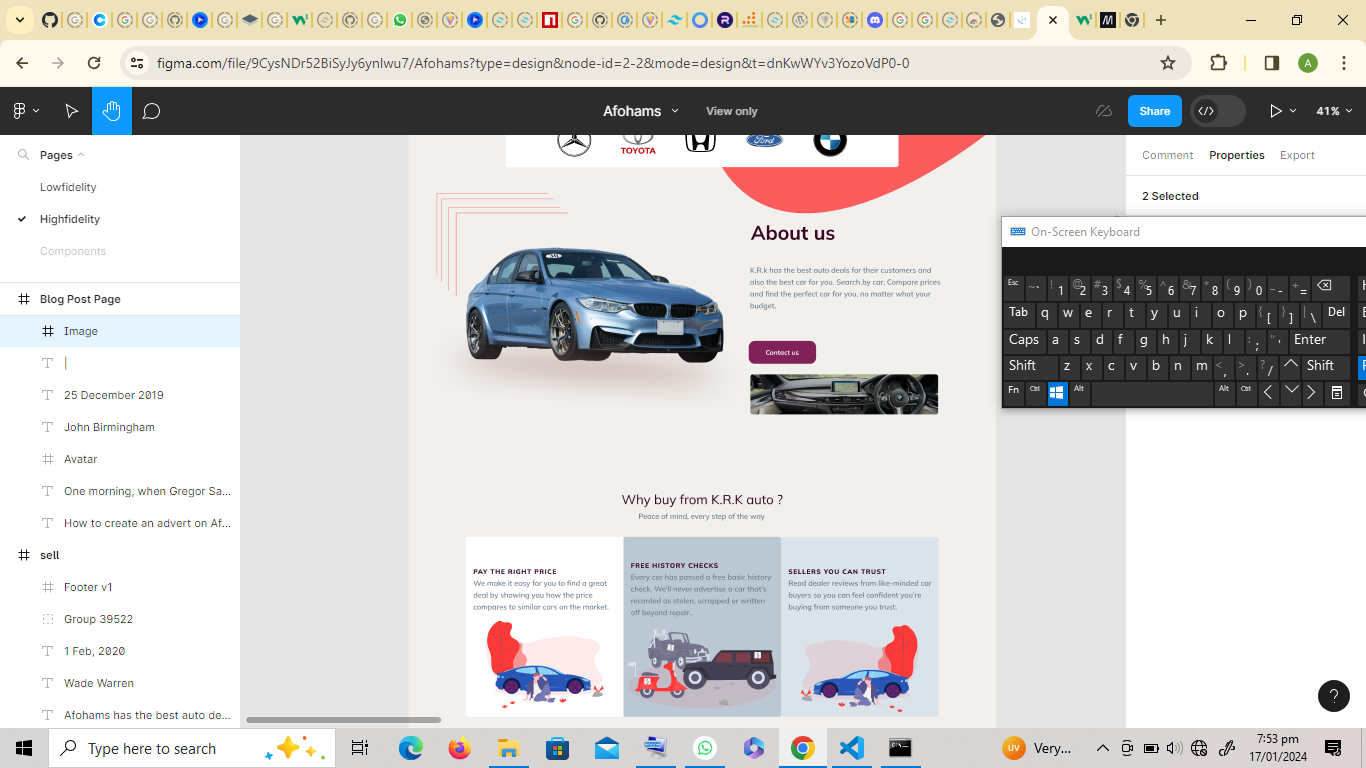 figma.com/file/9CysNDr52BiSyJy6ynIwu7/Afohams?type=design&node-id=2-2&mode=design&t=dnKwWYv3YozoVdP0-0
A
Afohams
View only
Share
41%
Pages
Lowfidelity
Highfidelity
Components
Blog Post Page
Image
|
25 December 2019
John Birmingham
Avatar
One morning, when Gregor Sa...
How to create an advert on Af...
sell
Footer v1
Group 39522
1 Feb, 2020
Wade Warren
Afohams has the best auto de...
TOYOTA
Ford
About us
K.R.k has the best auto deals for their customers and
also the best car for you. Search by car, Compare prices
and find the perfect car for you, no matter what your
budget.
Contact us
Why buy from K.R.K auto ?
Peace of mind, every step of the way
PAY THE RIGHT PRICE
We make it easy for you to find a great
deal by showing you how the price
compares to similar cars on the market.
FREE HISTORY CHECKS
Every car has passed a free basic history
check. We'll never advertise a car that's
recorded as stolen, scrapped or written
off beyond repair..
SELLERS YOU CAN TRUST
Read dealer reviews from like-minded car
buyers so you can feel confident you're
buying from someone you trust.
Comment Properties Export
2 Selected
On-Screen Keyboard
Esc ~ ` ! 1 @ 2 # 3 $ 4 % 5 ^ 6 & 7 * 8 ( 9 ) 0 _ - + =
Tab q w e r t y u i o p { [ } ] | \ Del
Caps a s d f g h j k l : ; " ' Enter
Shift z x c v b n m < , > . ? / Shift
Fn Ctrl Alt Alt Ctrl
?
Type here to search
UV Very...
7:53 pm
17/01/2024